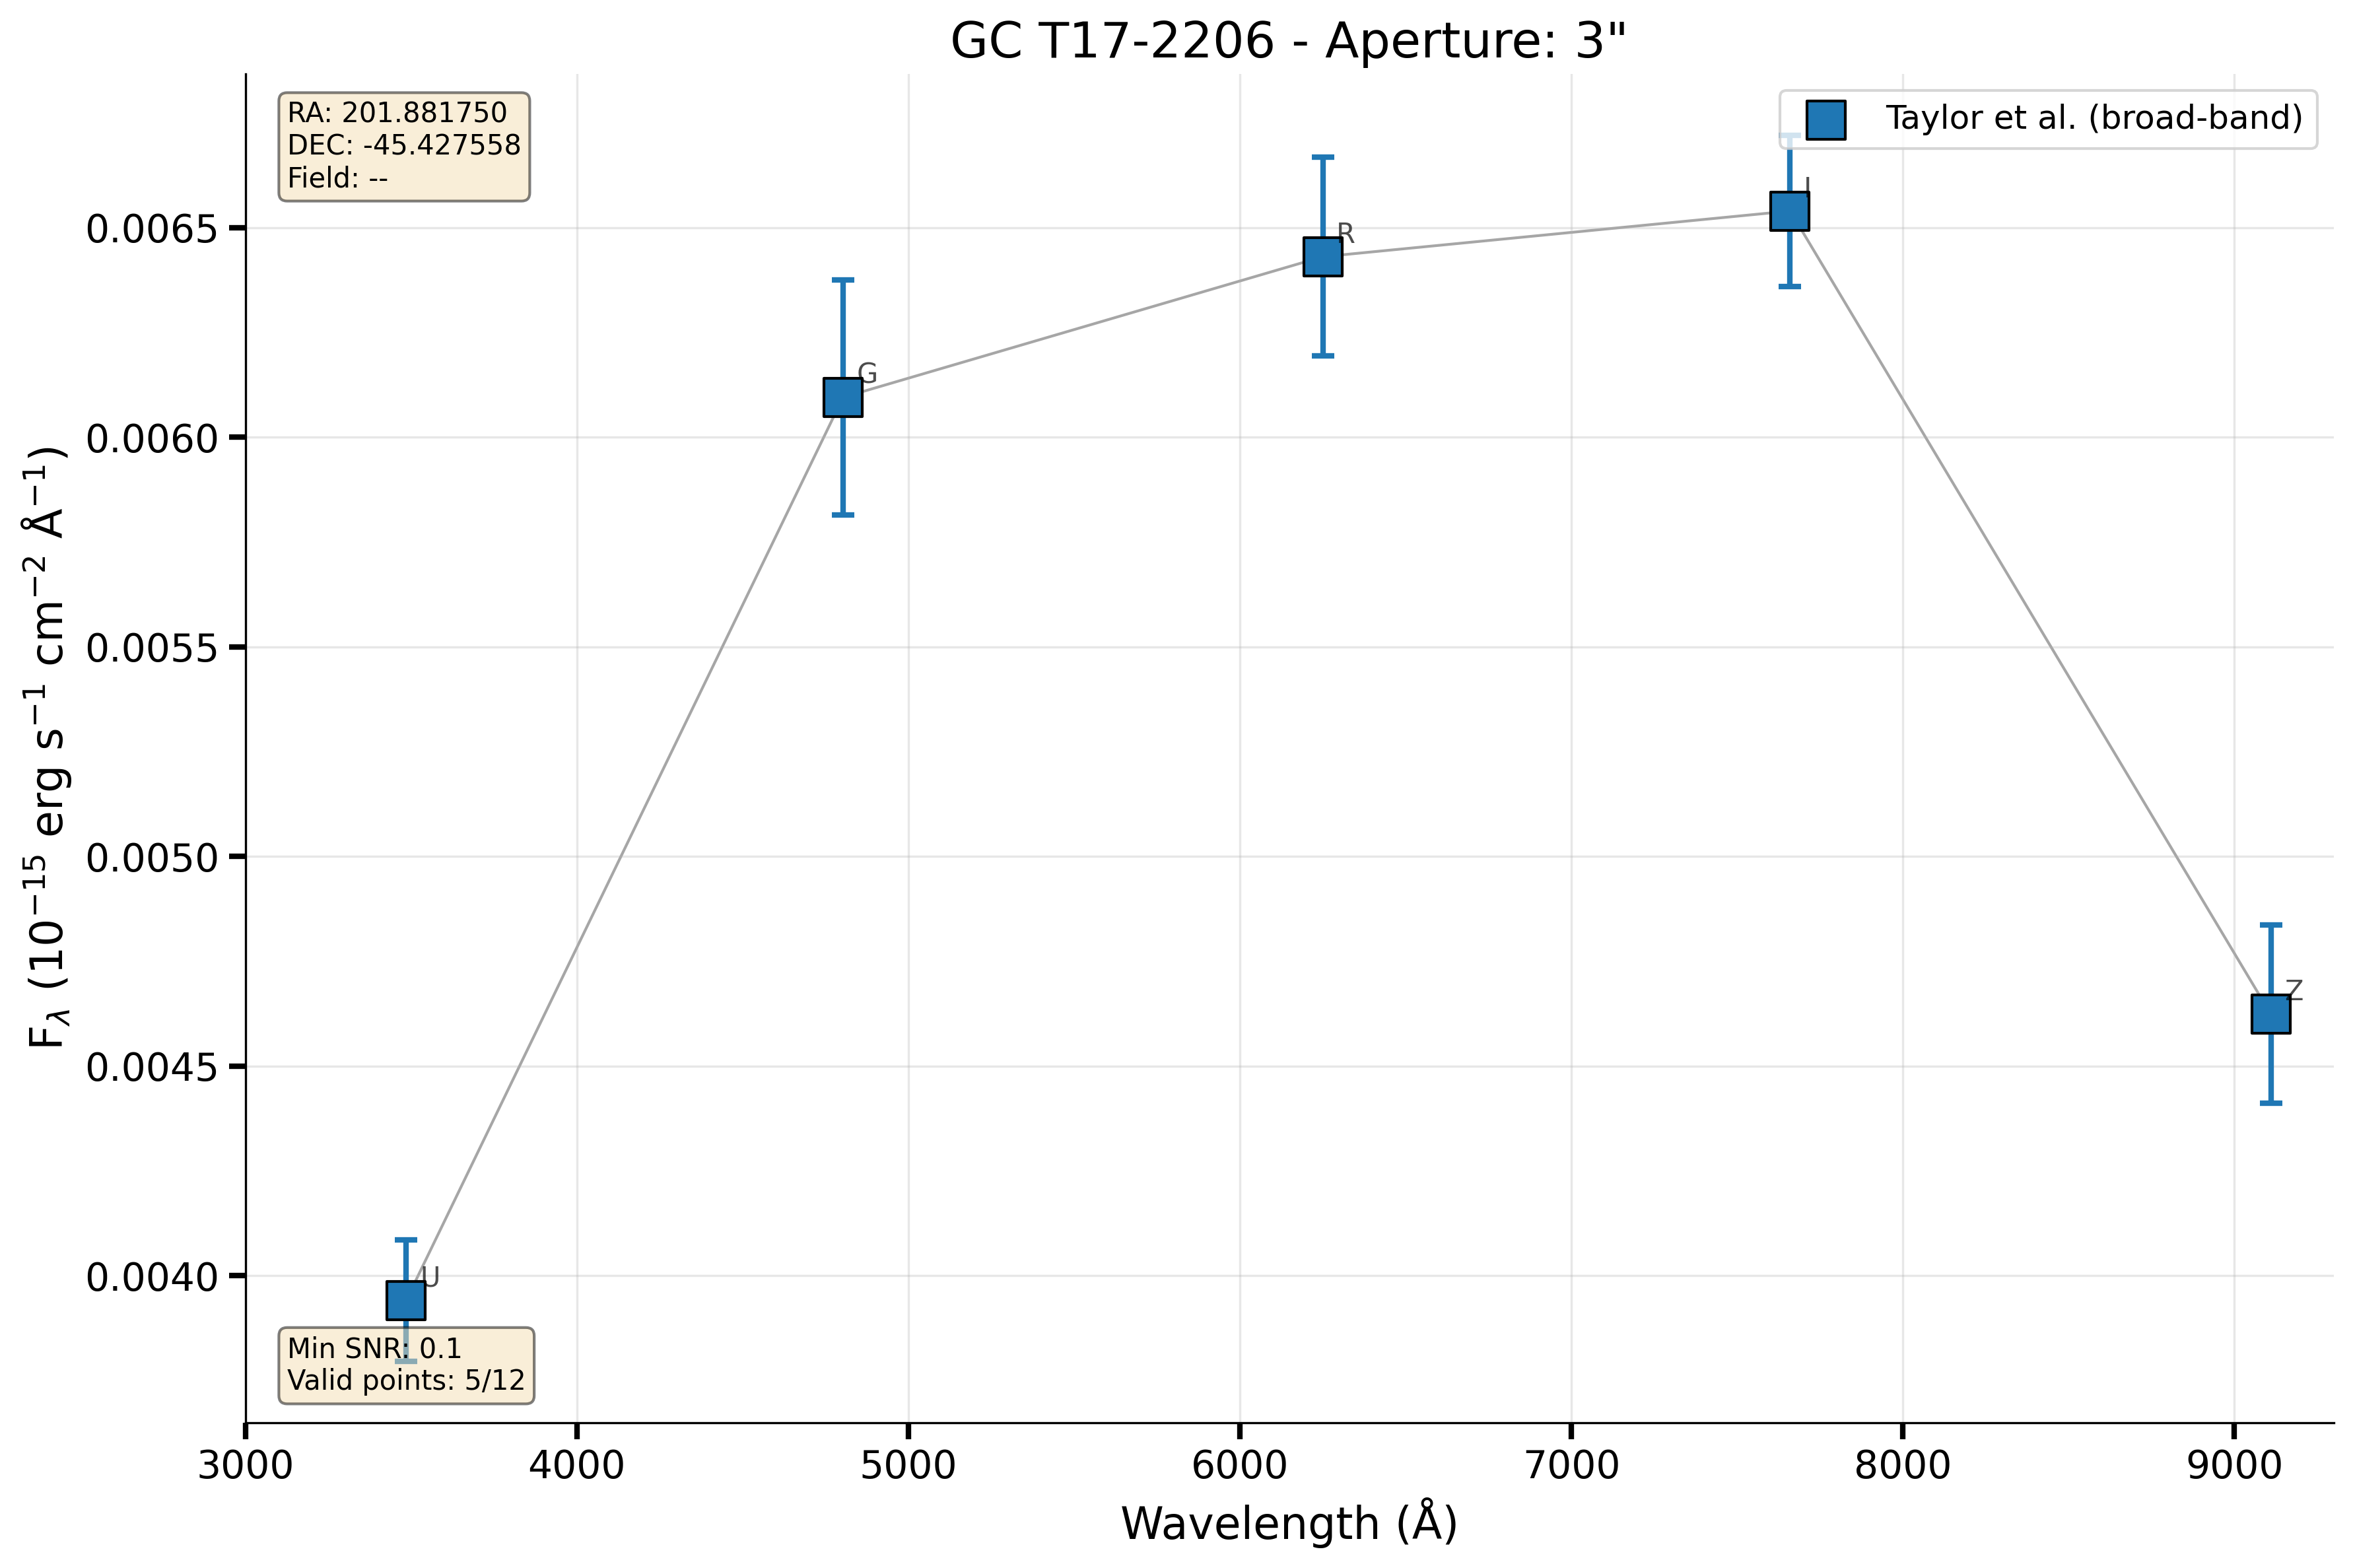 GC T17-2206 - Aperture: 3"
RA: 201.881750
DEC: -45.427558
Field: --
Taylor et al. (broad-band)
I
R
G
Z
U
Min SNR: 0.1
Valid points: 5/12
0.0065
0.0060
0.0055
0.0050
0.0045
0.0040
F_λ (10⁻¹⁵ erg s⁻¹ cm⁻² Å⁻¹)
3000 4000 5000 6000 7000 8000 9000
Wavelength (Å)